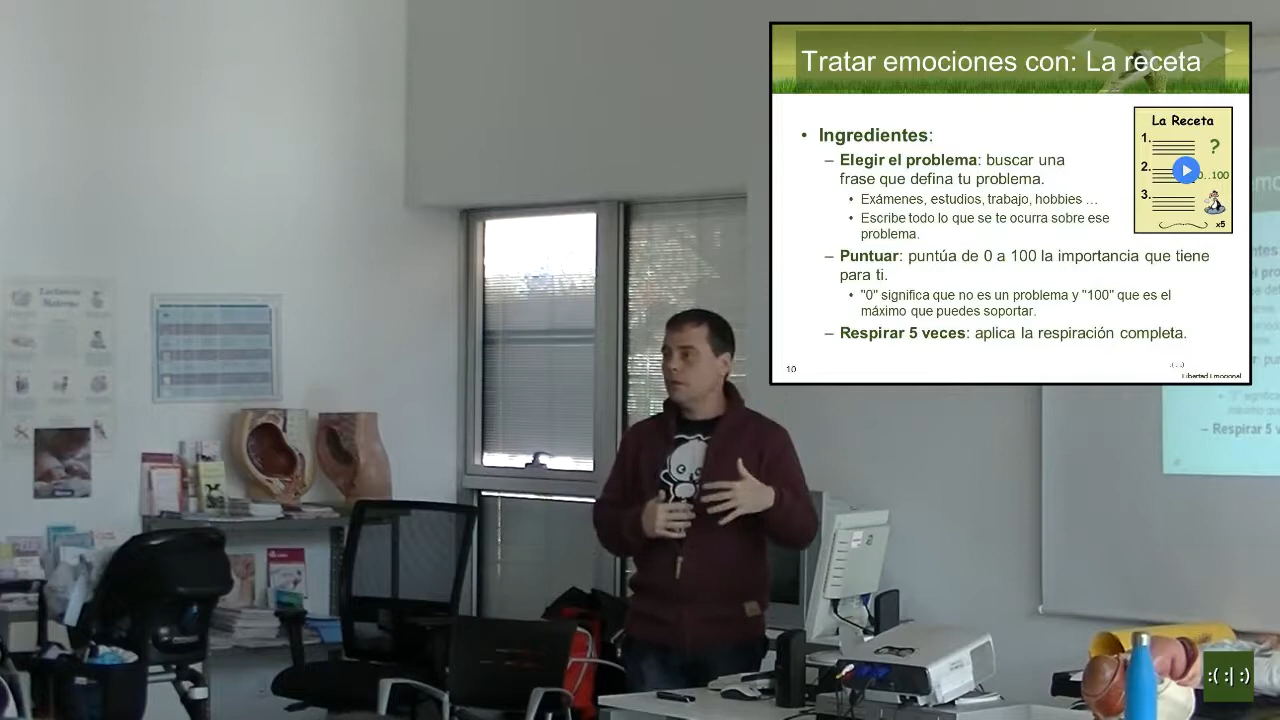 Tratar emociones con: La receta
• Ingredientes:
– Elegir el problema: buscar una
frase que defina tu problema.
• Exámenes, estudios, trabajo, hobbies ...
• Escribe todo lo que se te ocurra sobre ese
problema.
– Puntuar: puntúa de 0 a 100 la importancia que tiene
para ti.
• "0" significa que no es un problema y "100" que es el
máximo que puedes soportar.
– Respirar 5 veces: aplica la respiración completa.
10
Libertad Emocional
La Receta
1.
?
2.
0..100
3.
x5
Lactancia
Materna
– Respirar 5 v
:( :| :)